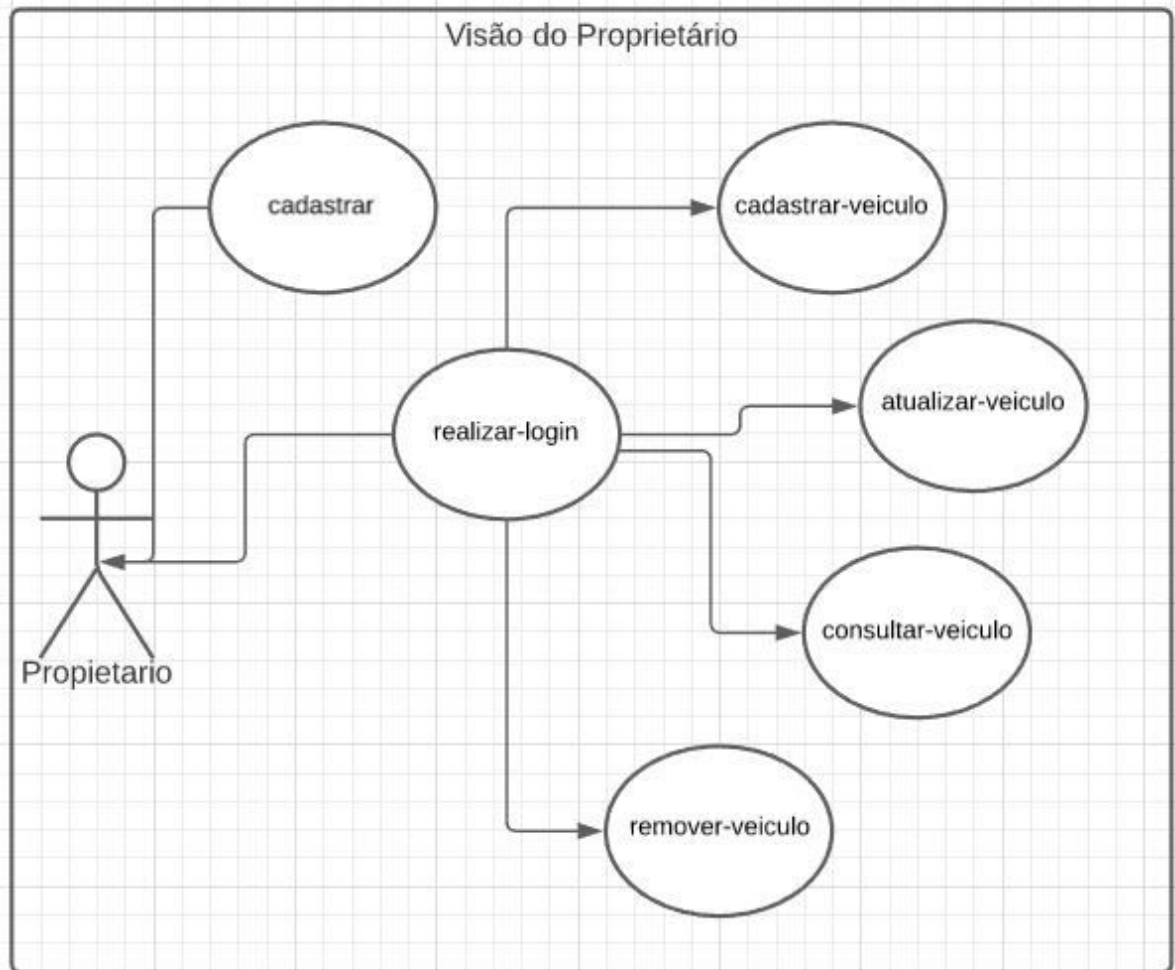 Visão do Proprietário
cadastrar
cadastrar-veiculo
realizar-login
atualizar-veiculo
consultar-veiculo
Propietario
remover-veiculo